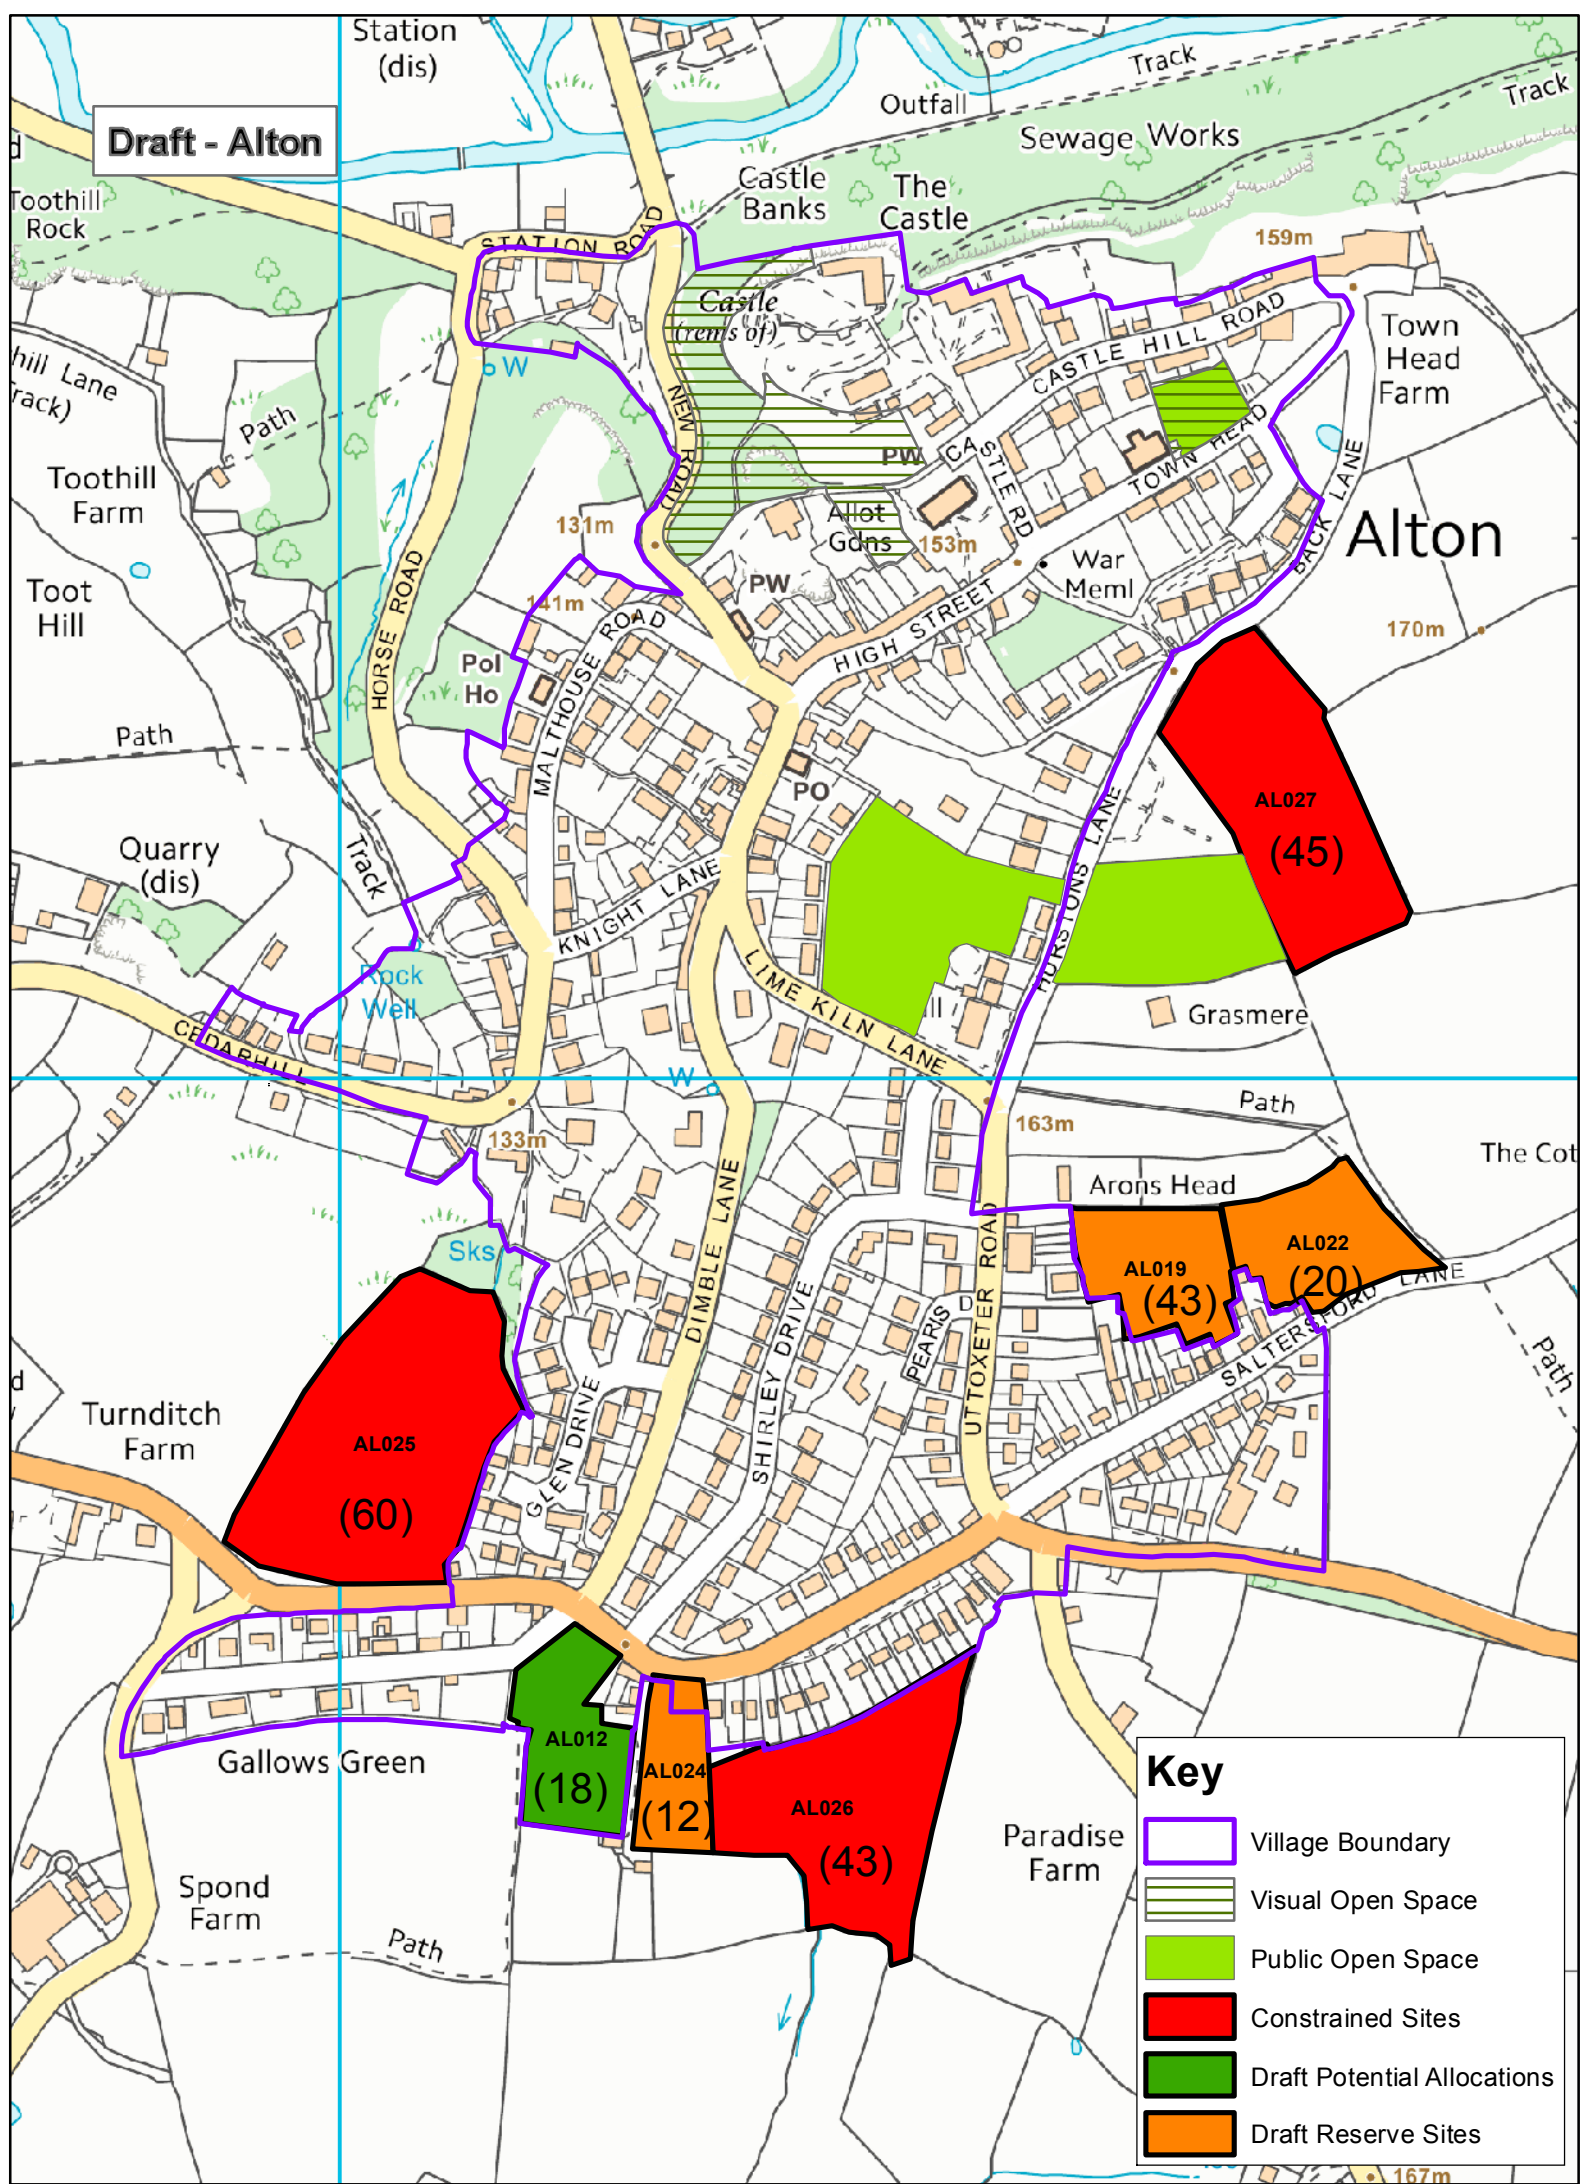 Station
(dis)
Track
Track
Outfall
Sewage Works
Draft - Alton
d
Toothill
Rock
Castle
Banks
The
Castle
STATION ROAD
159m
Castle
(rems of)
CASTLE HILL ROAD
Town
Head
Farm
hill Lane
rack)
W
Path
NEW ROAD
TOWN HEAD
PW
CASTLE RD
BACK LANE
Toothill
Farm
131m
Allot
Gdns
153m
Alton
War
Meml
PW
Toot
Hill
141m
HORSE ROAD
MALTHOUSE ROAD
HIGH STREET
170m
Pol
Ho
Path
PO
AL027
(45)
HURSTONS LANE
Quarry
(dis)
Track
KNIGHT LANE
Rock
Well
LIME KILN LANE
ll
Grasmere
CEDARHILL
W
133m
163m
Path
The Cot
Arons Head
DIMBLE LANE
UTTOXETER ROAD
Sks
AL022
(20)
AL019
(43)
SALTERSFORD LANE
SHIRLEY DRIVE
PEARIS D
Path
d
Turnditch
Farm
AL025
(60)
GLEN DRINE
Gallows Green
AL012
(18)
AL024
(12)
AL026
(43)
Paradise
Farm
Spond
Farm
Path
Key
Village Boundary
Visual Open Space
Public Open Space
Constrained Sites
Draft Potential Allocations
Draft Reserve Sites
167m